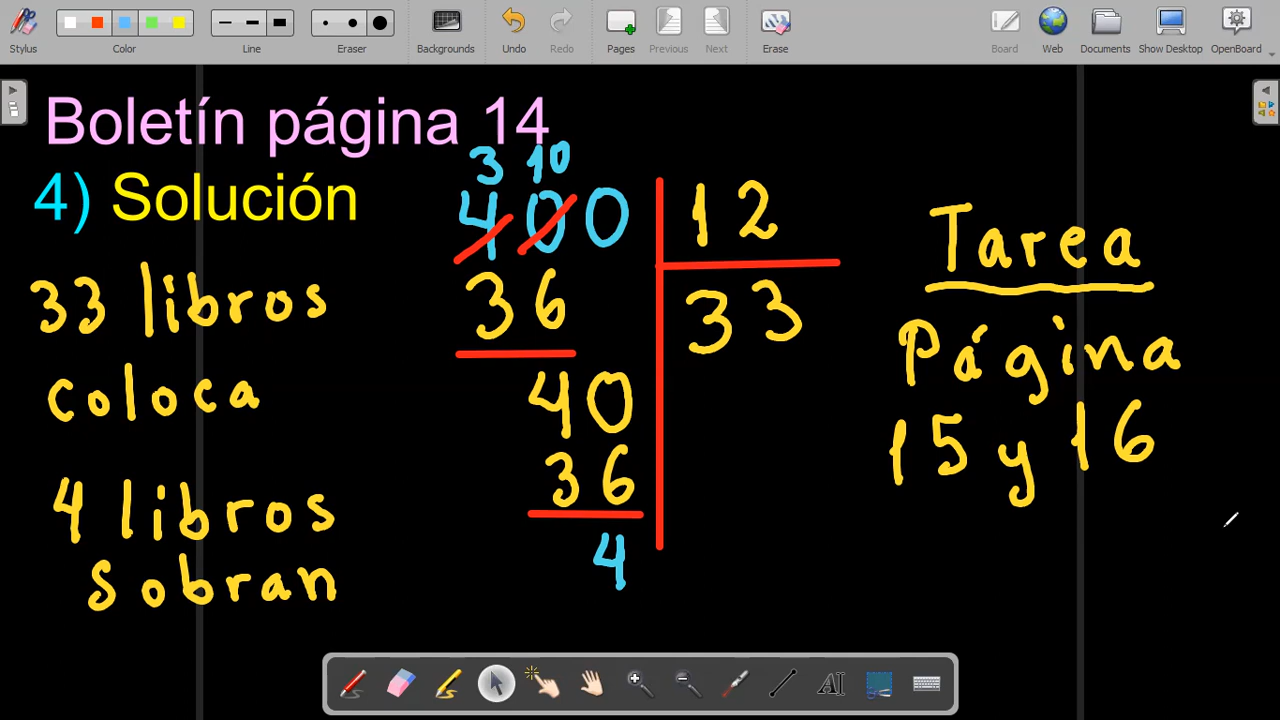 Stylus
Color
Line
Eraser
Backgrounds
Undo
Redo
Pages
Previous
Next
Erase
Board
Web
Documents
Show Desktop
OpenBoard
Boletín página 14
4) Solución
33 libros
coloca
4 libros
sobran
3 10
400 12
36 33
40
36
4
Tarea
Página
15 y 16
AI